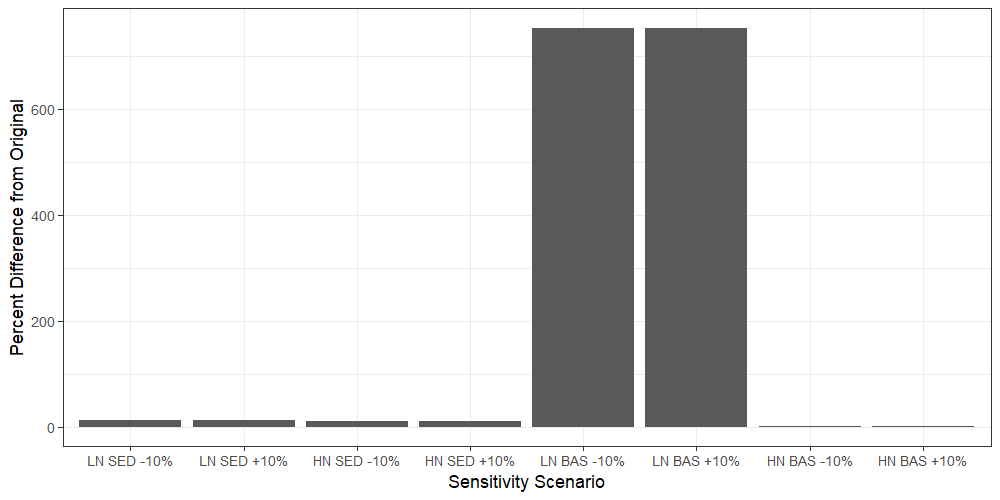 Percent Difference from Original
600
400
200
0
LN SED -10% LN SED +10% HN SED -10% HN SED +10% LN BAS -10% LN BAS +10% HN BAS -10% HN BAS +10%
Sensitivity Scenario